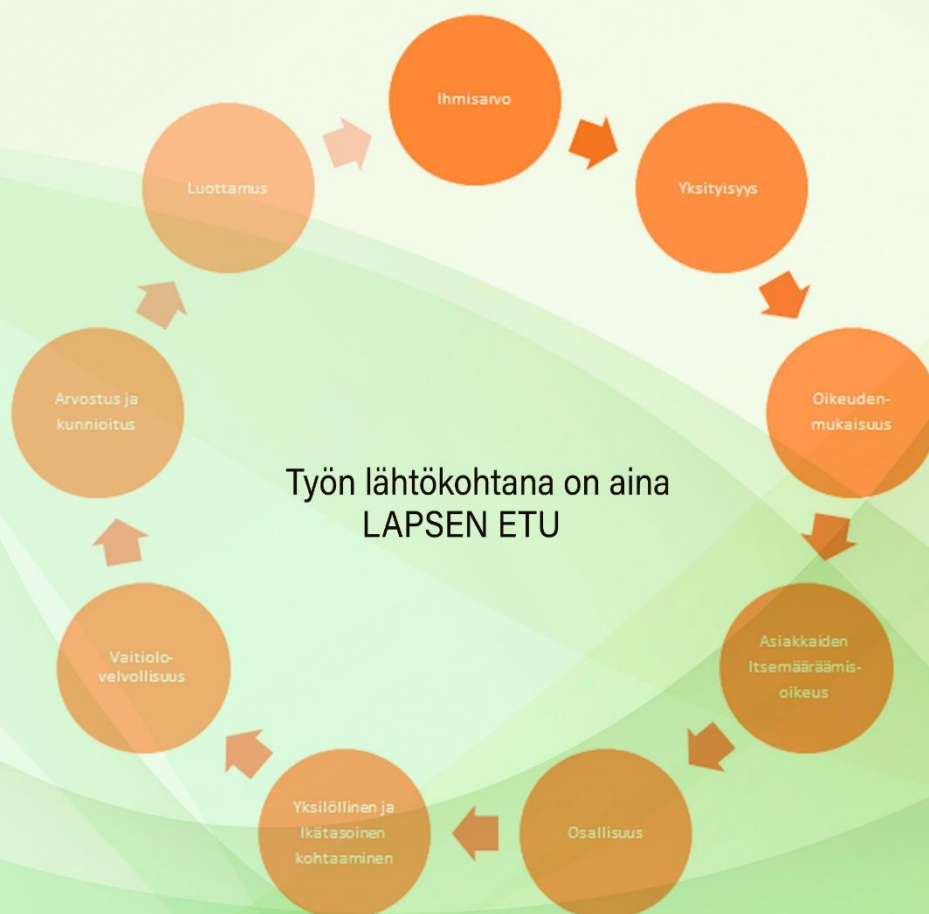 Ihmisarvo
Yksityisyys
Oikeuden-
mukaisuus
Asiakkaiden
Itsemääräämis-
oikeus
Osallisuus
Yksilöllinen ja
Ikätasoinen
kohtaaminen
Vaitiolo-
velvollisuus
Arvostus ja
kunnioitus
Luottamus
Työn lähtökohtana on aina
LAPSEN ETU